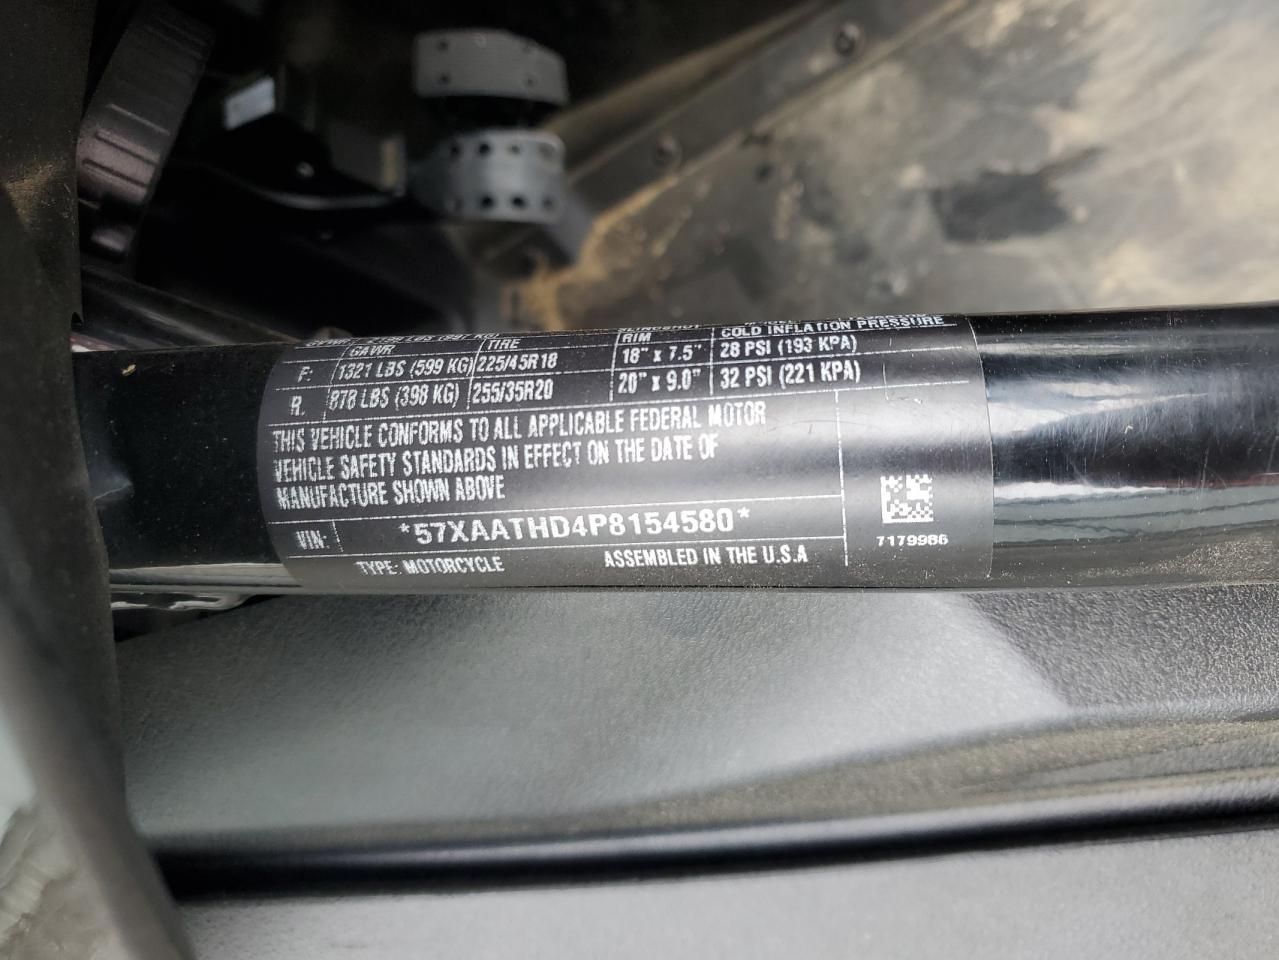 SLINGSHOT
GAWR TIRE RIM COLD INFLATION PRESSURE
F: 1321 LBS (599 KG) 225/45R18 18" x 7.5" 28 PSI (193 KPA)
R. 878 LBS (398 KG) 255/35R20 20" x 9.0" 32 PSI (221 KPA)
THIS VEHICLE CONFORMS TO ALL APPLICABLE FEDERAL MOTOR
VEHICLE SAFETY STANDARDS IN EFFECT ON THE DATE OF
MANUFACTURE SHOWN ABOVE
VIN: *57XAATHD4P8154580*
TYPE: MOTORCYCLE ASSEMBLED IN THE U.S.A
7179986